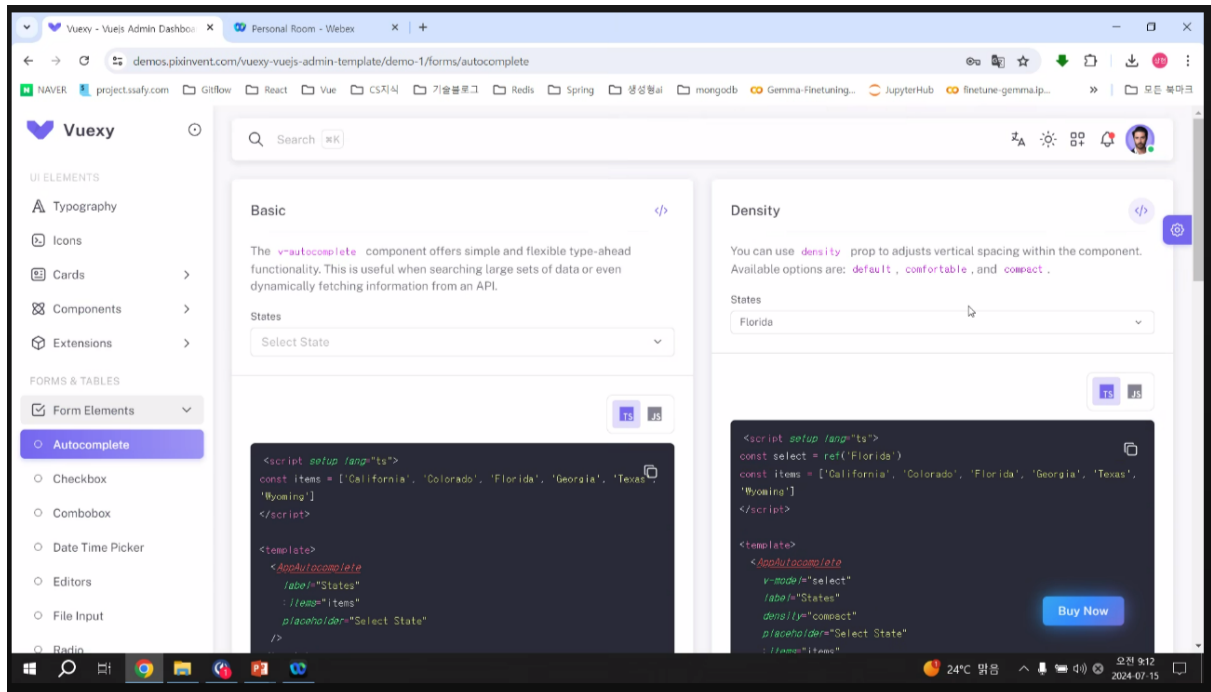 Vuexy - Vuejs Admin Dashboa
Personal Room - Webex
demos.pixinvent.com/vuexy-vuejs-admin-template/demo-1/forms/autocomplete
NAVER
project.ssafy.com
Gitflow
React
Vue
CS지식
기술블로그
Redis
Spring
생성형ai
mongodb
Gemma-Finetuning...
JupyterHub
finetune-gemma.ip...
»
모든 북마크
Vuexy
Search ⌘K
UI ELEMENTS
Typography
Icons
Cards
Components
Extensions
FORMS & TABLES
Form Elements
Autocomplete
Checkbox
Combobox
Date Time Picker
Editors
File Input
Radio
Basic
</>
The v-autocomplete component offers simple and flexible type-ahead
functionality. This is useful when searching large sets of data or even
dynamically fetching information from an API.
States
Select State
TS JS
<script setup lang="ts">
const items = ['California', 'Colorado', 'Florida', 'Georgia', 'Texas',
'₩yoming']
</script>
<template>
<AppAutocomplete
label="States"
:items="items"
placeholder="Select State"
/>
Density
</>
You can use density prop to adjusts vertical spacing within the component.
Available options are: default , comfortable , and compact .
States
Florida
TS JS
<script setup lang="ts">
const select = ref('Florida')
const items = ['California', 'Colorado', 'Florida', 'Georgia', 'Texas',
'₩yoming']
</script>
<template>
<AppAutocomplete
v-model="select"
label="States"
density="compact"
placeholder="Select State"
:items="items"
Buy Now
24°C 맑음
오전 9:12
2024-07-15